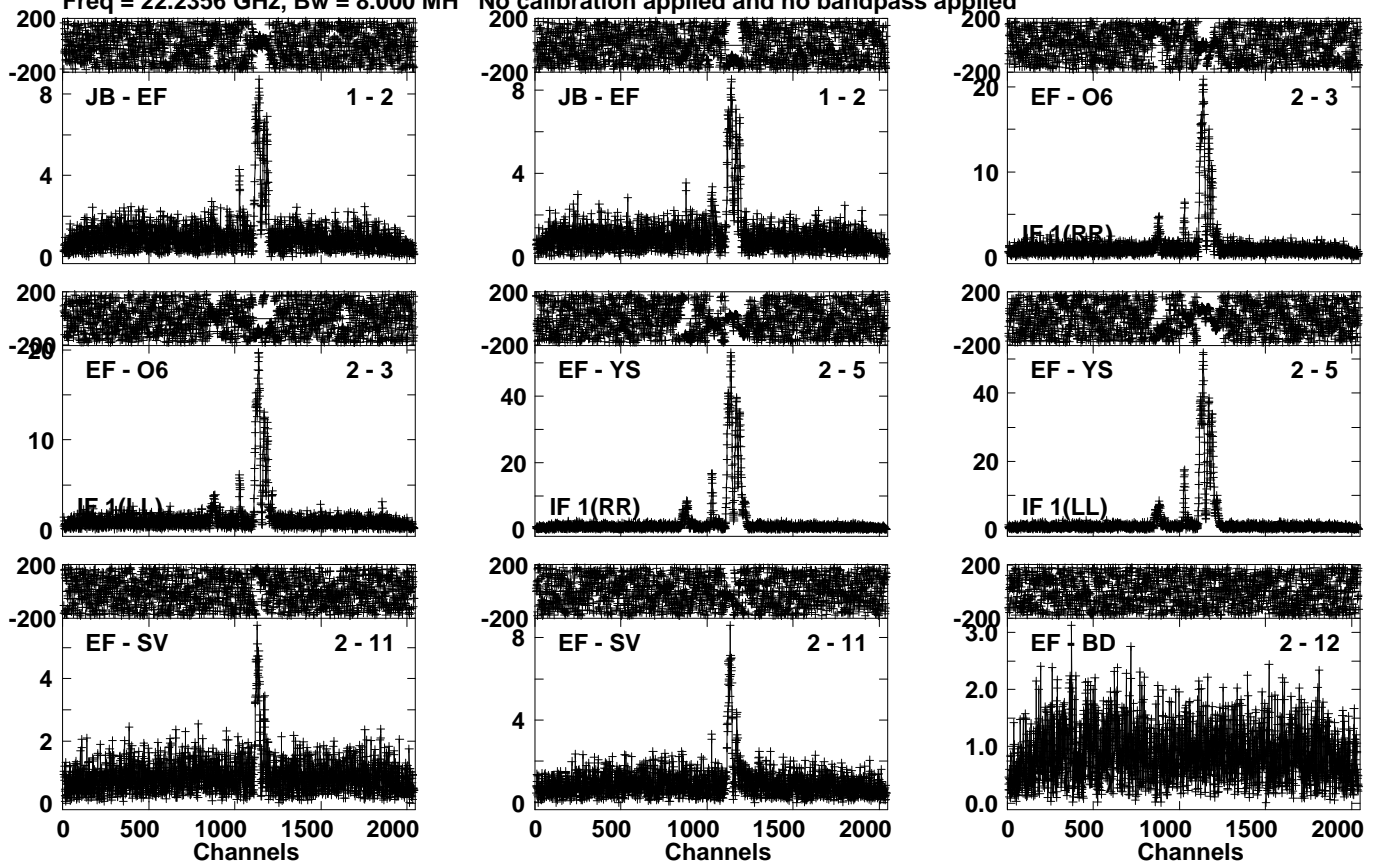 Freq = 22.2356 GHz, Bw = 8.000 MH No calibration applied and no bandpass applied
200
-200
8
4
0
JB - EF 1 - 2
200
-200
8
4
0
JB - EF 1 - 2
200
-200
20
10
0
EF - O6 2 - 3
IF 1(RR)
200
-200
20
10
0
EF - O6 2 - 3
IF 1(LL)
200
-200
40
20
0
EF - YS 2 - 5
IF 1(RR)
200
-200
40
20
0
EF - YS 2 - 5
IF 1(LL)
200
-200
4
2
0
EF - SV 2 - 11
0 500 1000 1500 2000
Channels
200
-200
8
4
0
EF - SV 2 - 11
0 500 1000 1500 2000
Channels
200
-200
3.0
2.0
1.0
0.0
EF - BD 2 - 12
0 500 1000 1500 2000
Channels